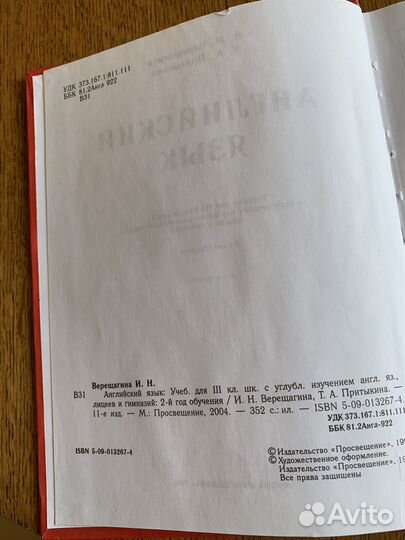 УДК 373.167.1:811.111
ББК 81.2Англ 922
В31
АНГЛИЙСКИЙ
ЯЗЫК
Верещагина И. Н.
В31 Английский язык: Учеб. для III кл. шк. с углубл. изучением англ. яз.,
лицеев и гимназий: 2-й год обучения / И. Н. Верещагина, Т. А. Притыкина. —
11-е изд. — М.: Просвещение, 2004. — 352 с.: ил. — ISBN 5-09-013267-4.
УДК 373.167.1:811.111
ББК 81.2Англ-922
ISBN 5-09-013267-4
© Издательство «Просвещение»,
© Художественное оформление.
Издательство «Просвещение»,
Все права защищены
Avito